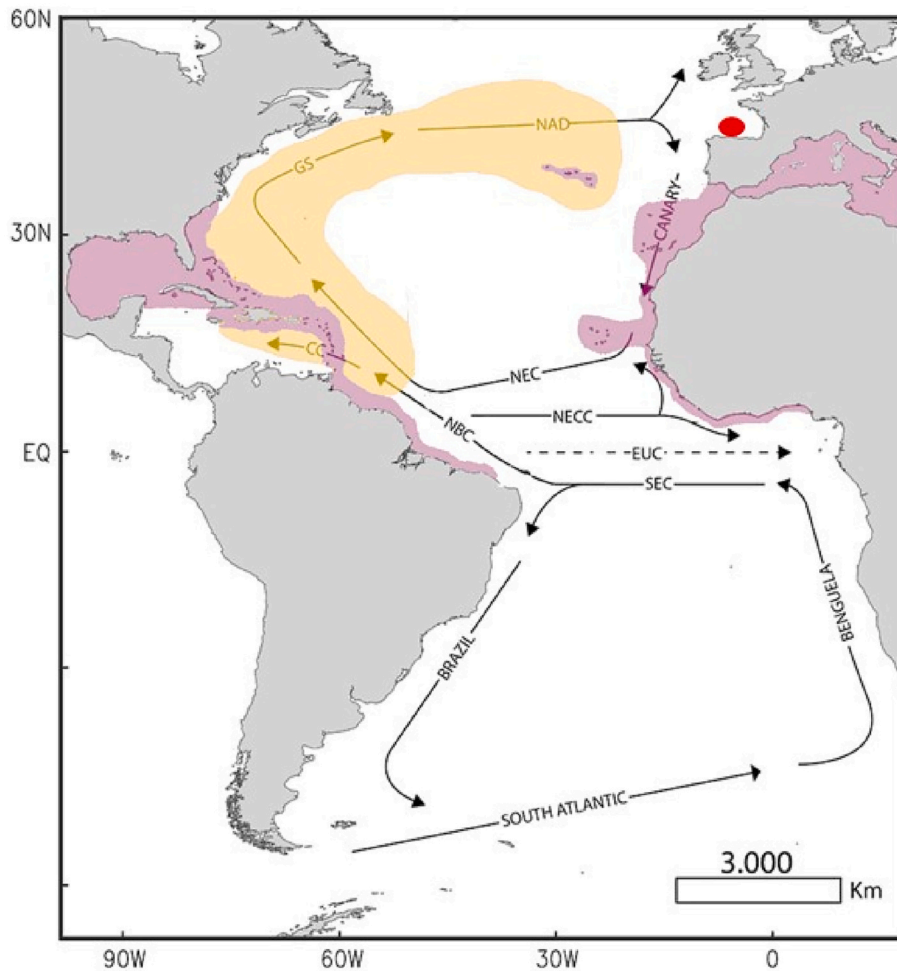 60N
NAD
GS
CANARY
30N
CC
NEC
NECC
NBC
EQ
EUC
SEC
BENGUELA
BRAZIL
SOUTH ATLANTIC
3.000
Km
90W
60W
30W
0